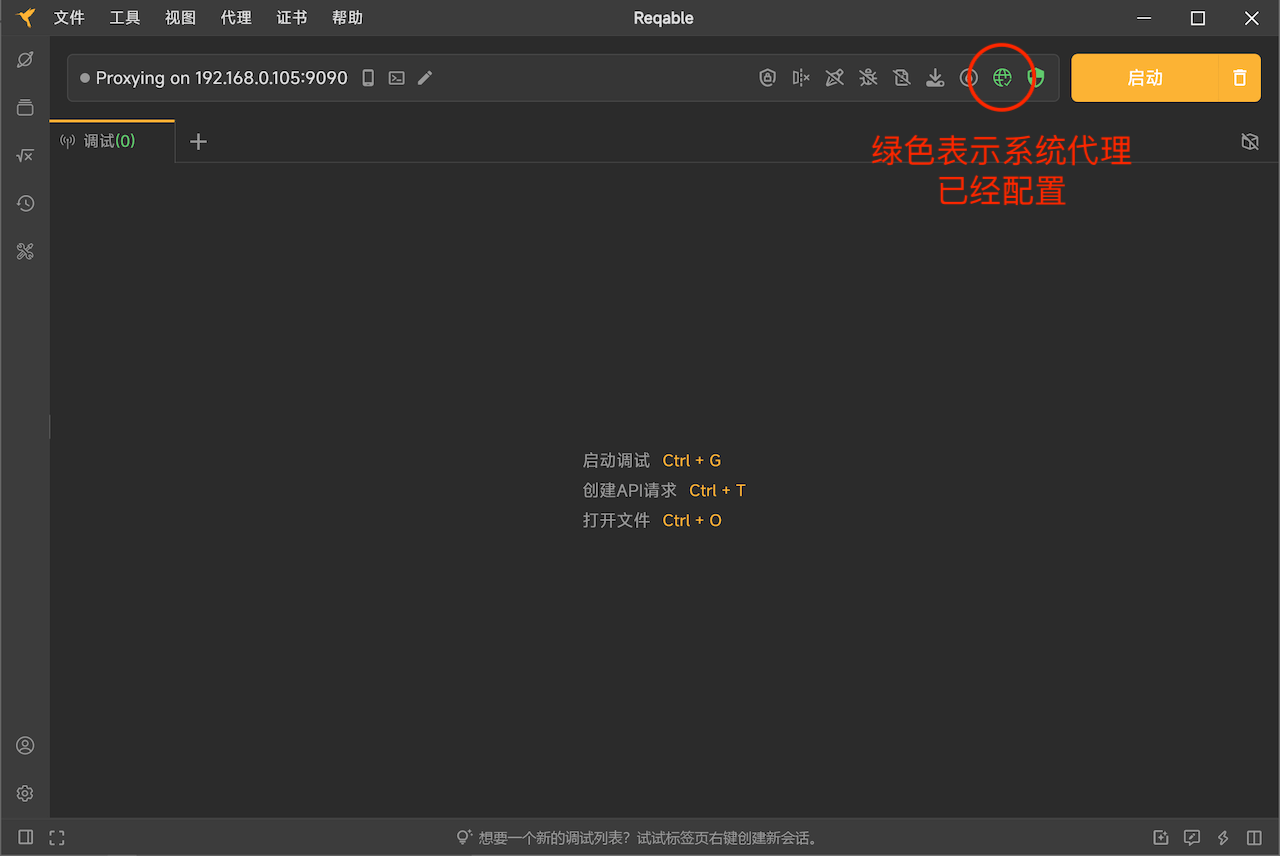 文件 工具 视图 代理 证书 帮助 Reqable
Proxying on 192.168.0.105:9090 启动
调试(0)
绿色表示系统代理
已经配置
启动调试 Ctrl + G
创建API请求 Ctrl + T
打开文件 Ctrl + O
想要一个新的调试列表？试试标签页右键创建新会话。